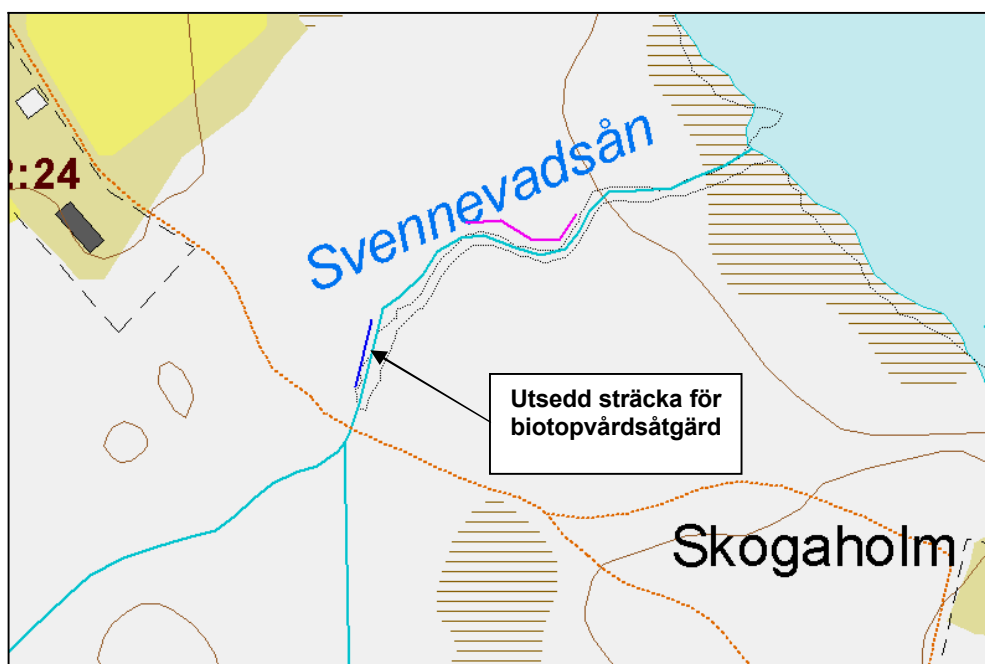 :24
Svennevadsån
Utsedd sträcka för
biotopvårdsåtgärd
Skogaholm